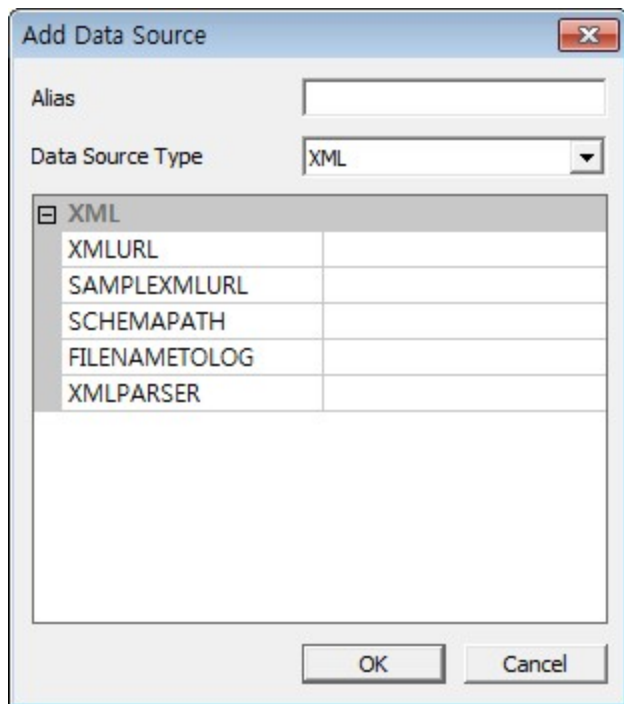 Add Data Source
Alias
Data Source Type XML
XML
XMLURL
SAMPLEXMLURL
SCHEMAPATH
FILENAMETOLOG
XMLPARSER
OK Cancel